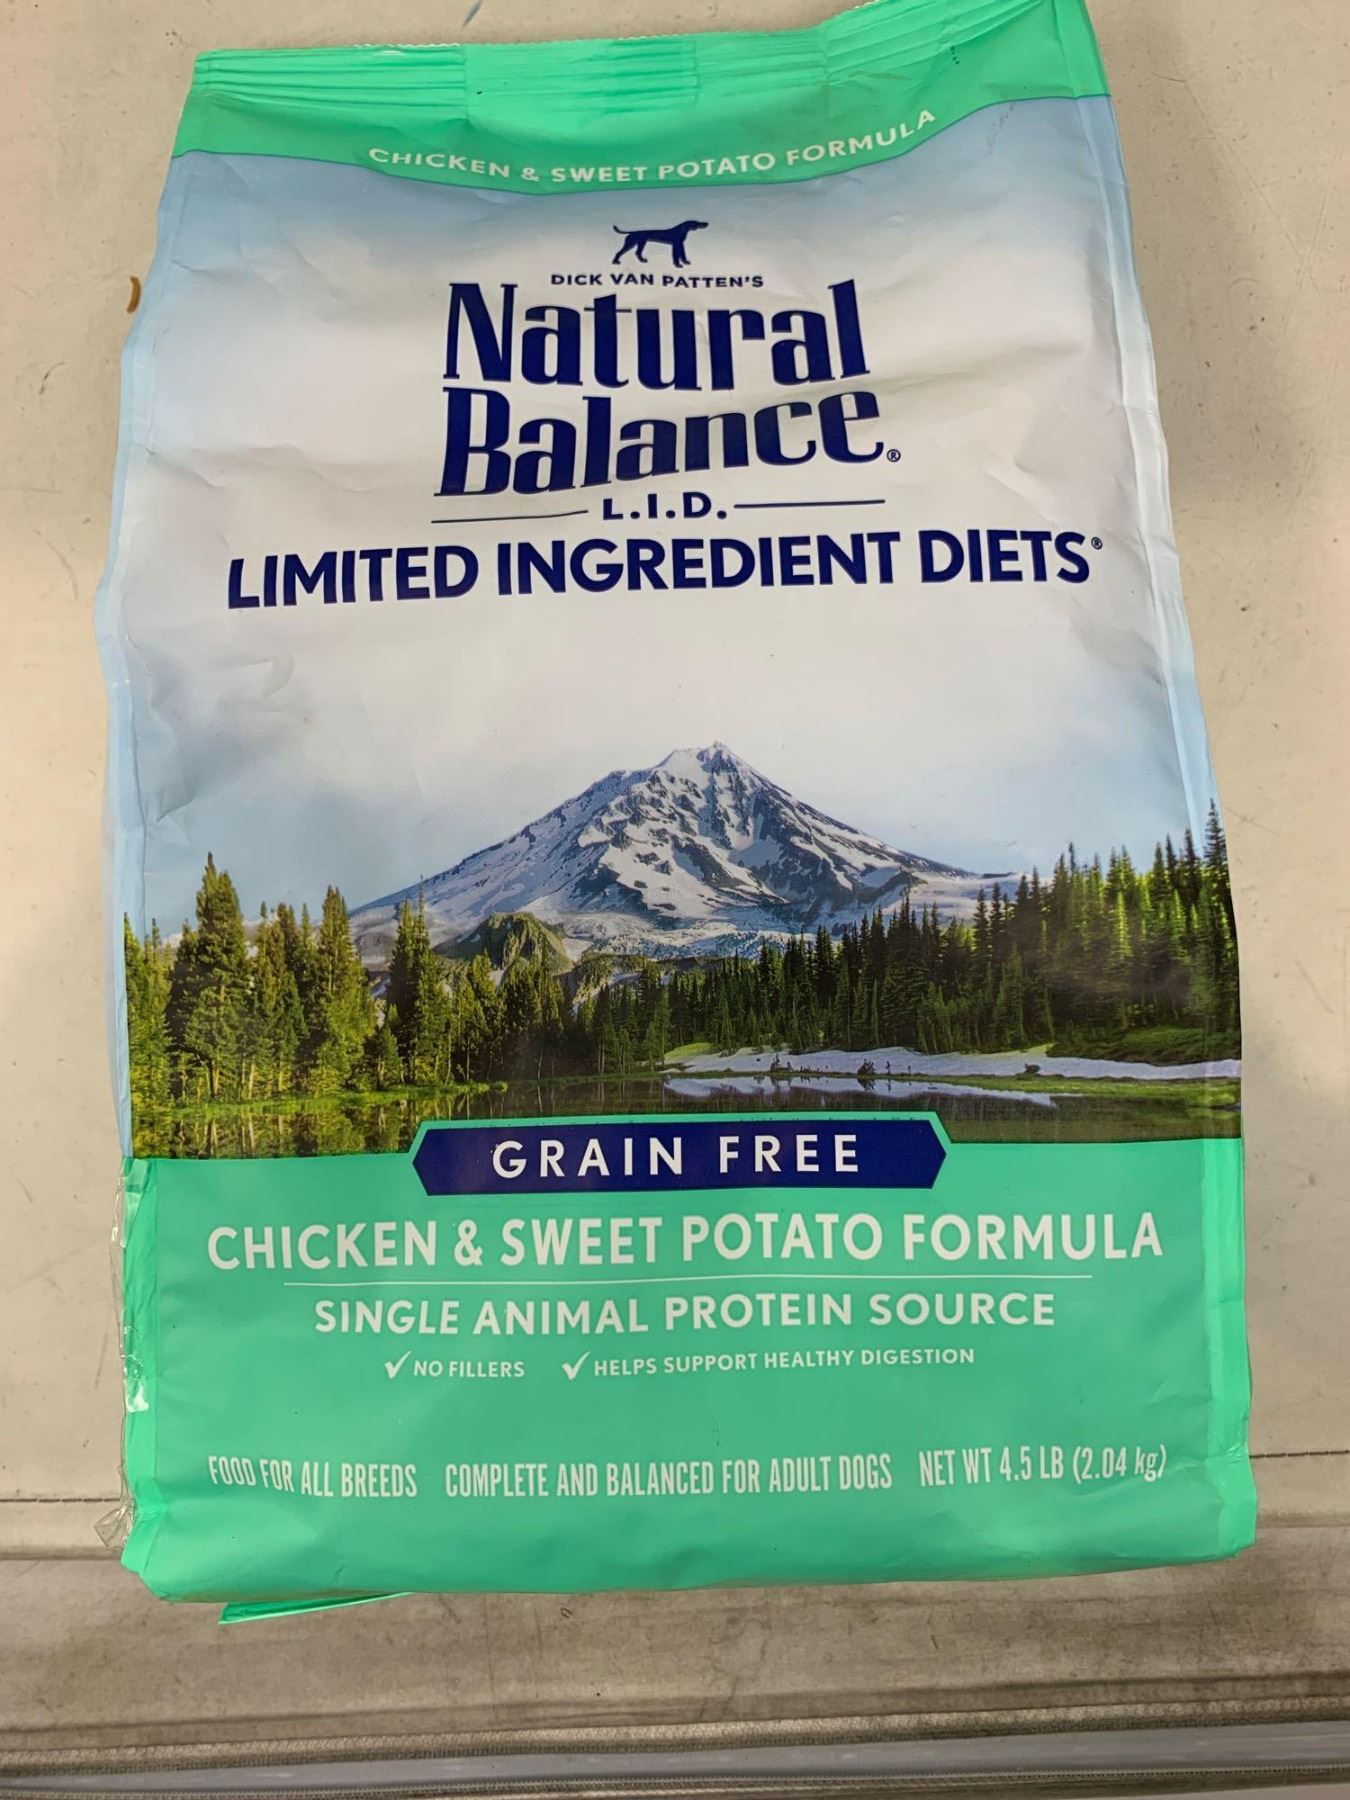 CHICKEN & SWEET POTATO FORMULA
DICK VAN PATTEN'S
Natural
Balance®
L.I.D.
LIMITED INGREDIENT DIETS®
GRAIN FREE
CHICKEN & SWEET POTATO FORMULA
SINGLE ANIMAL PROTEIN SOURCE
✓ NO FILLERS ✓ HELPS SUPPORT HEALTHY DIGESTION
FOOD FOR ALL BREEDS COMPLETE AND BALANCED FOR ADULT DOGS NET WT 4.5 LB (2.04 kg)